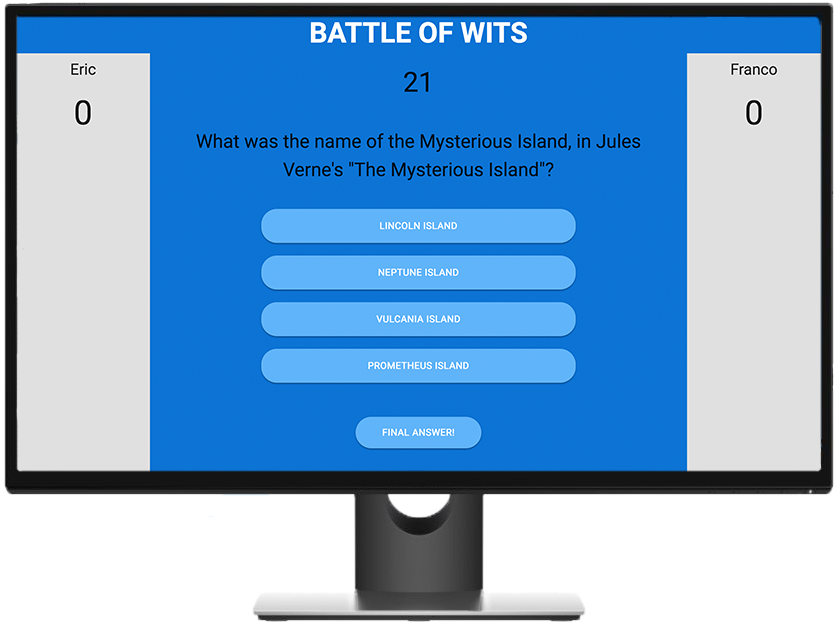 BATTLE OF WITS
Eric
0
21
Franco
0
What was the name of the Mysterious Island, in Jules
Verne's "The Mysterious Island"?
LINCOLN ISLAND
NEPTUNE ISLAND
VULCANIA ISLAND
PROMETHEUS ISLAND
FINAL ANSWER!